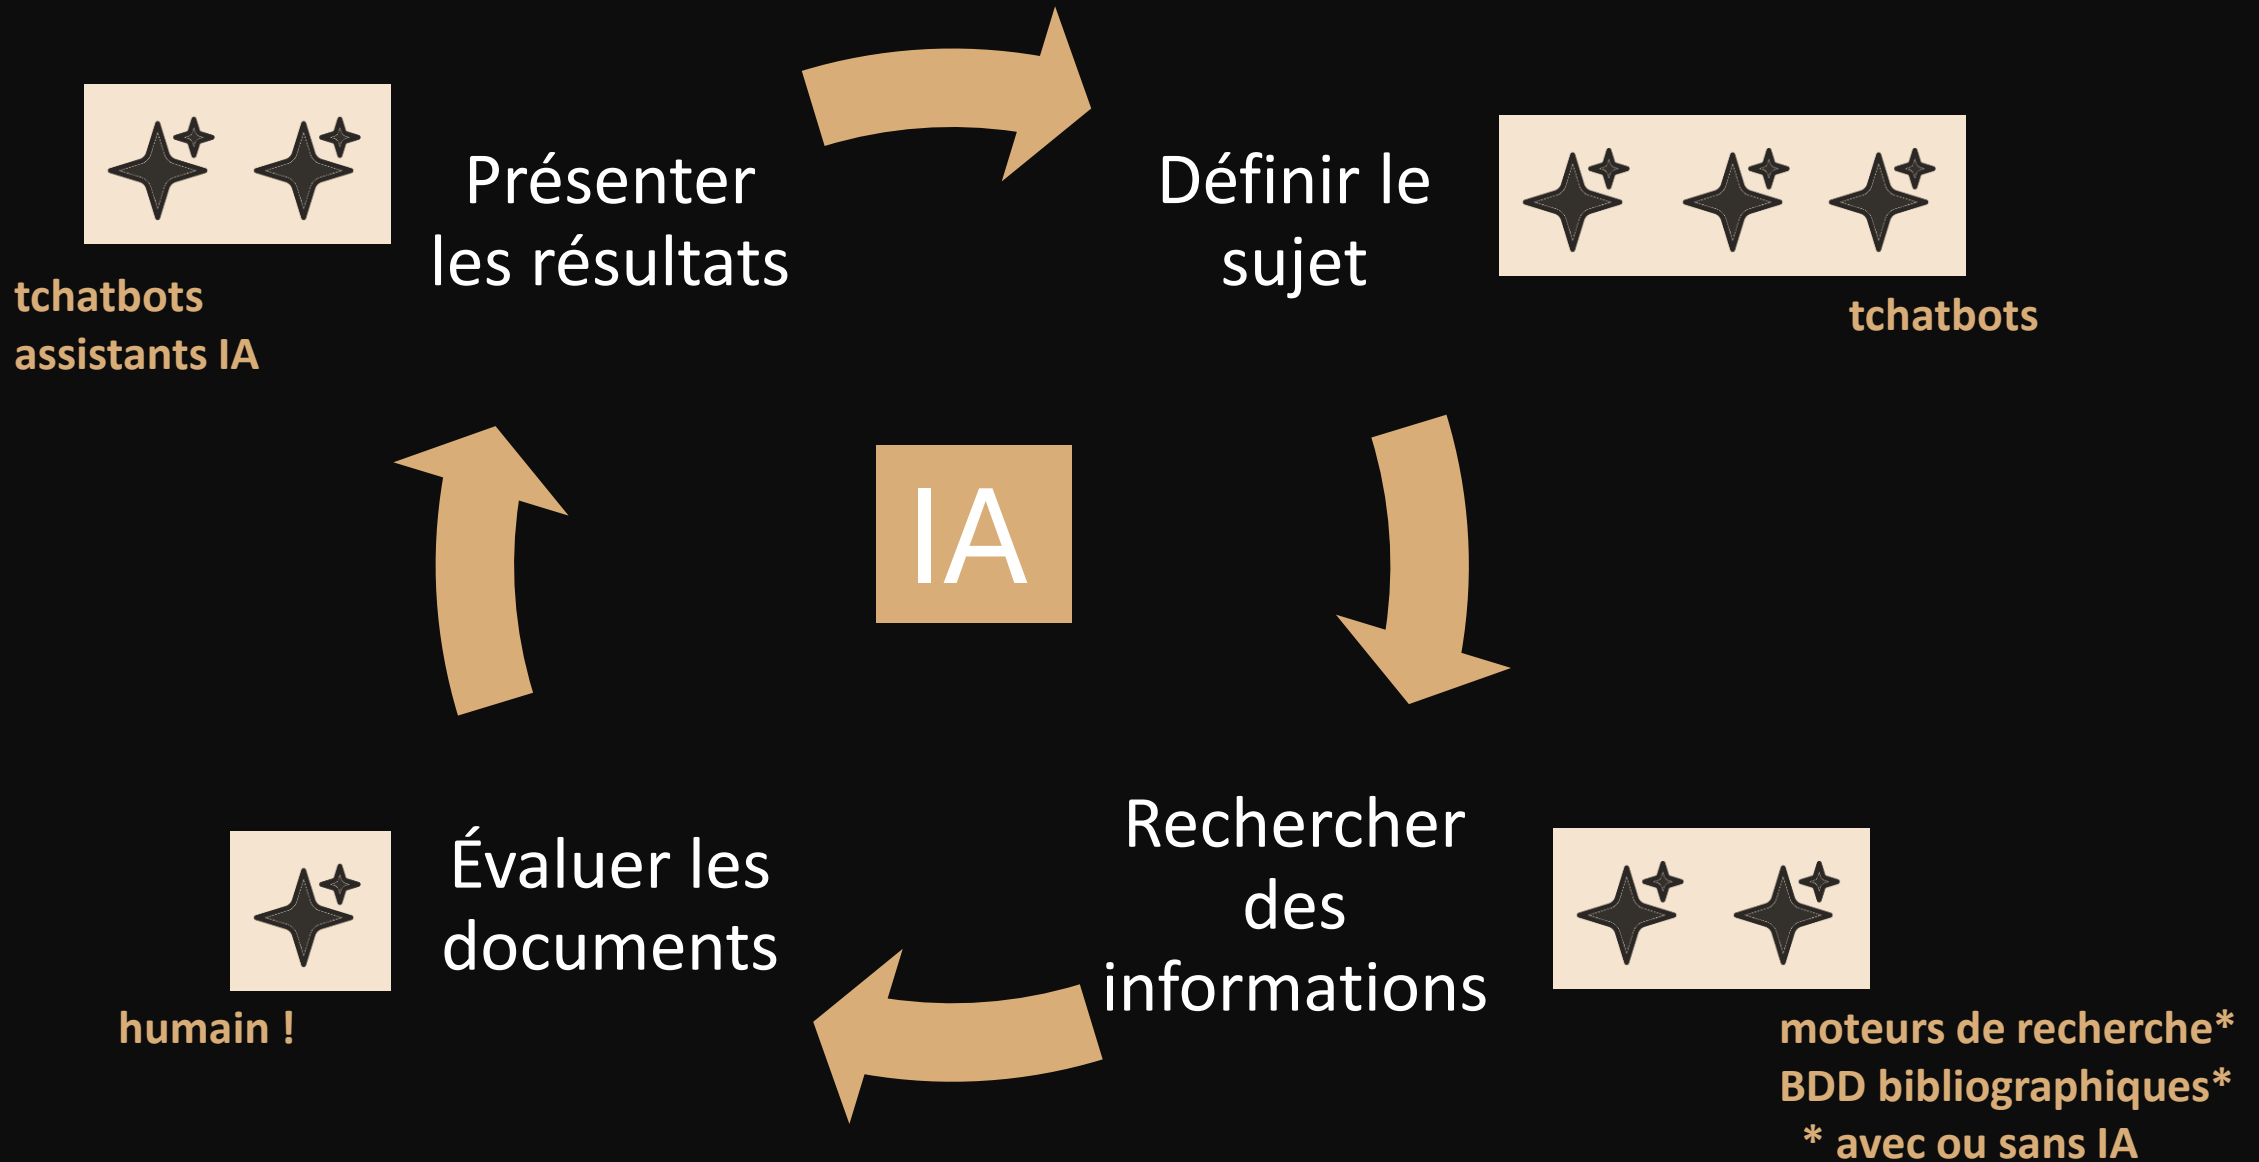 Présenter
les résultats
tchatbots
assistants IA
Définir le
sujet
tchatbots
IA
Rechercher
des
informations
moteurs de recherche*
BDD bibliographiques*
* avec ou sans IA
Évaluer les
documents
humain !